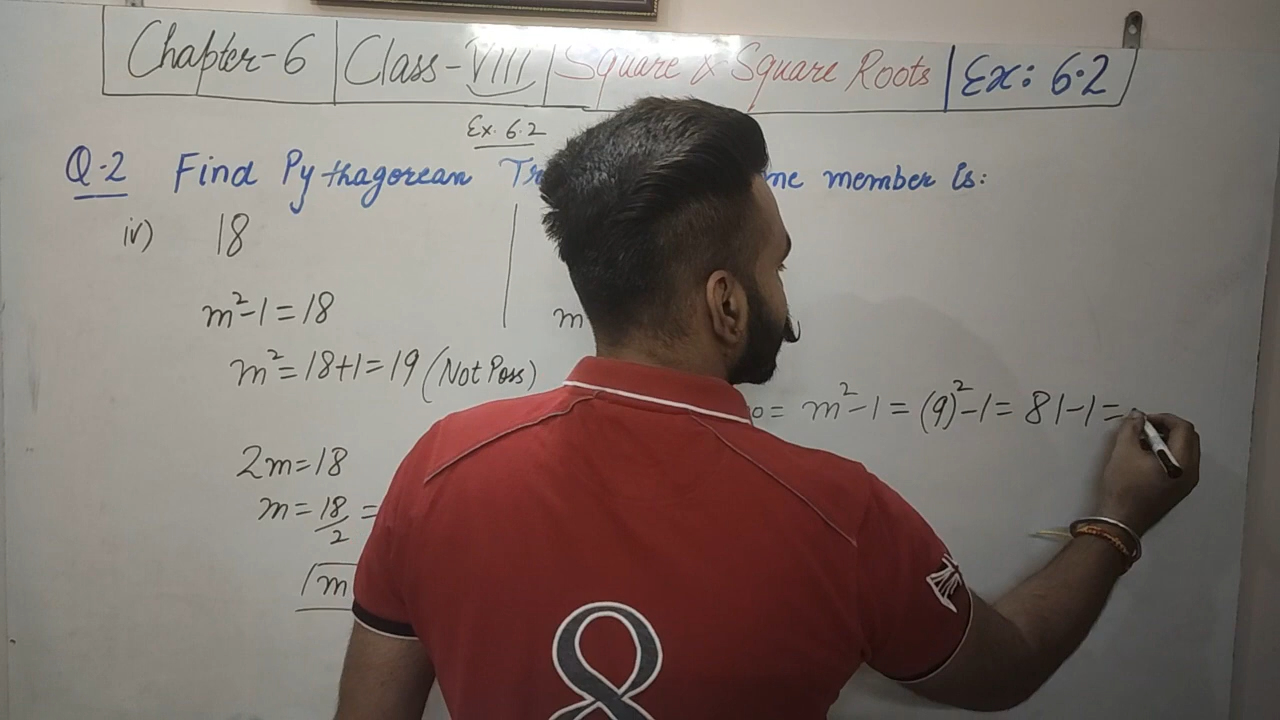 Chapter-6 Class-VIII Square & Square Roots Ex: 6.2
Ex. 6.2
Q.2 Find Pythagorean member is:
iv) 18
m²-1=18
m
m²=18+1=19 (Not Poss)
= m²-1=(9)²-1=81-1=
2m=18
m=18/2 =
m
8